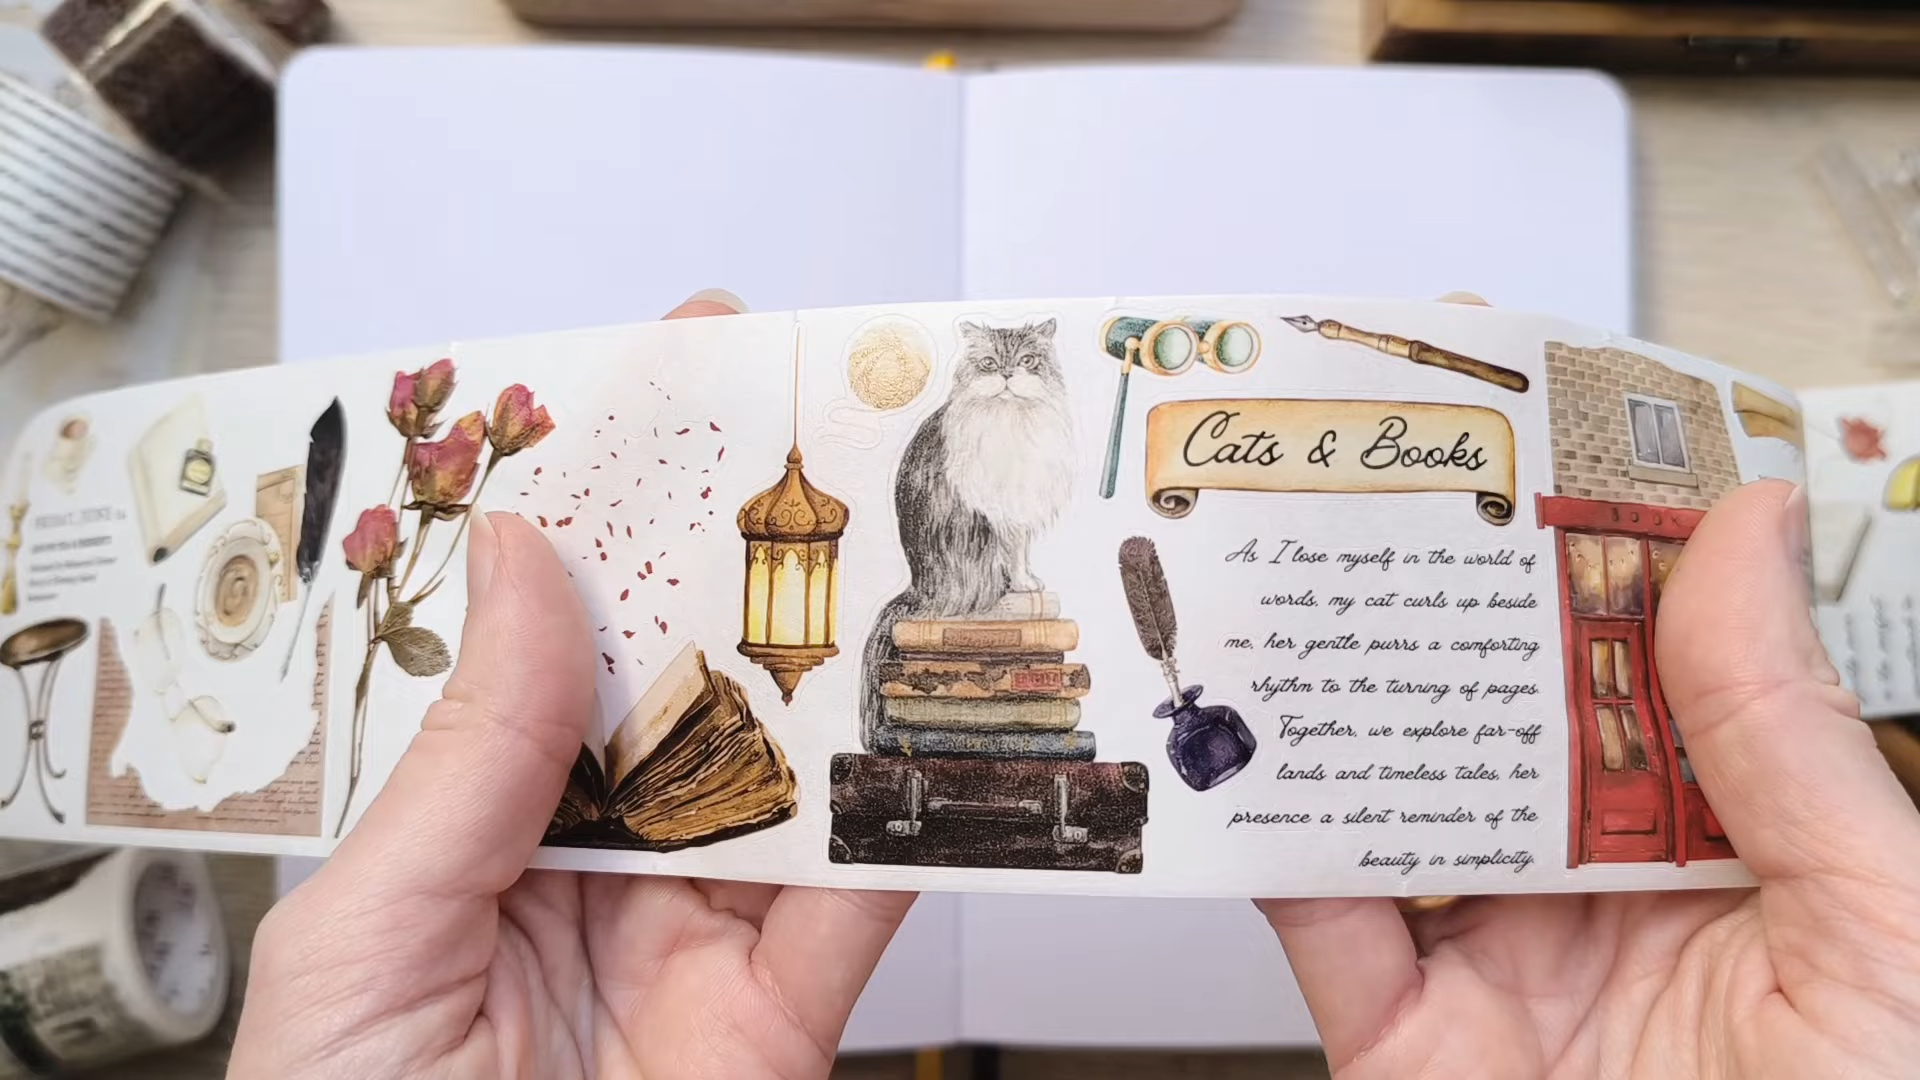 Cats & Books
As I lose myself in the world of
words, my cat curls up beside
me, her gentle purrs a comforting
rhythm to the turning of pages.
Together, we explore far-off
lands and timeless tales, her
presence a silent reminder of the
beauty in simplicity.